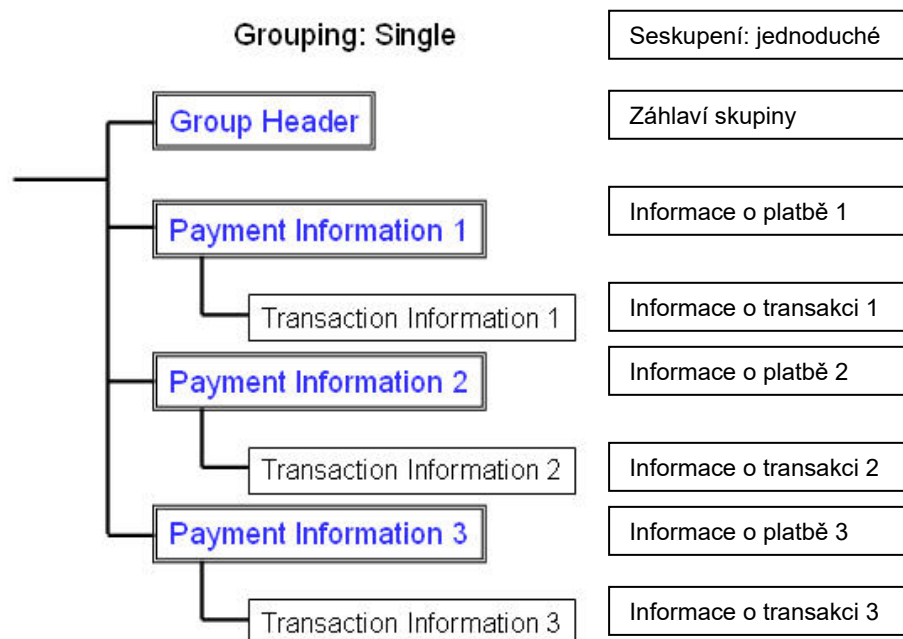 Grouping: Single
Seskupení: jednoduché
Group Header
Záhlaví skupiny
Payment Information 1
Informace o platbě 1
Transaction Information 1
Informace o transakci 1
Payment Information 2
Informace o platbě 2
Transaction Information 2
Informace o transakci 2
Payment Information 3
Informace o platbě 3
Transaction Information 3
Informace o transakci 3